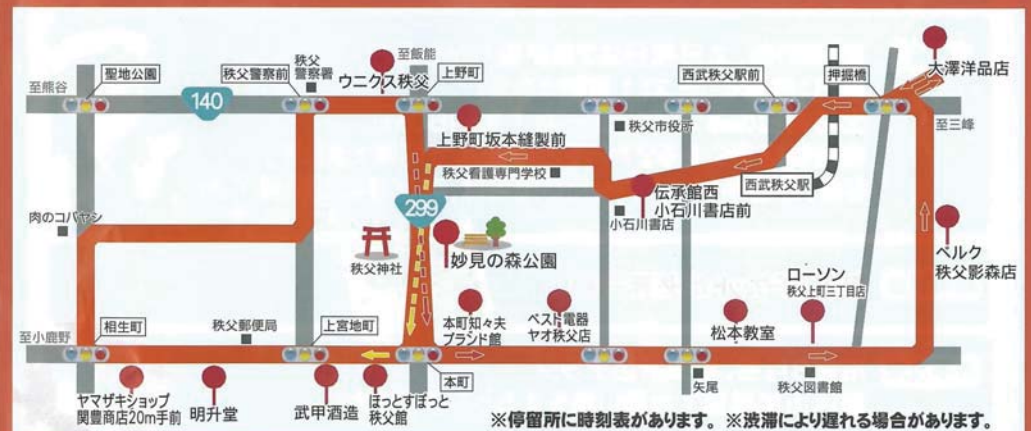 至飯能
秩父
警察署
聖地公園
秩父警察前
ウニクス秩父
上野町
西武秩父駅前
押掘橋
大澤洋品店
至熊谷
140
秩父市役所
至三峰
上野町坂本縫製前
秩父看護専門学校
伝承館西
小石川書店前
西武秩父駅
小石川書店
299
肉のコバヤシ
秩父神社
妙見の森公園
ベルク
秩父影森店
ローソン
秩父上町三丁目店
本町知々夫
ブランド館
ベスト電器
ヤオ秩父店
松本教室
至小鹿野
相生町
秩父郵便局
上宮地町
本町
矢尾
秩父図書館
ヤマザキショップ
関豊商店20m手前
明升堂
武甲酒造
ほっとすぽっと
秩父館
※停留所に時刻表があります。 ※渋滞により遅れる場合があります。